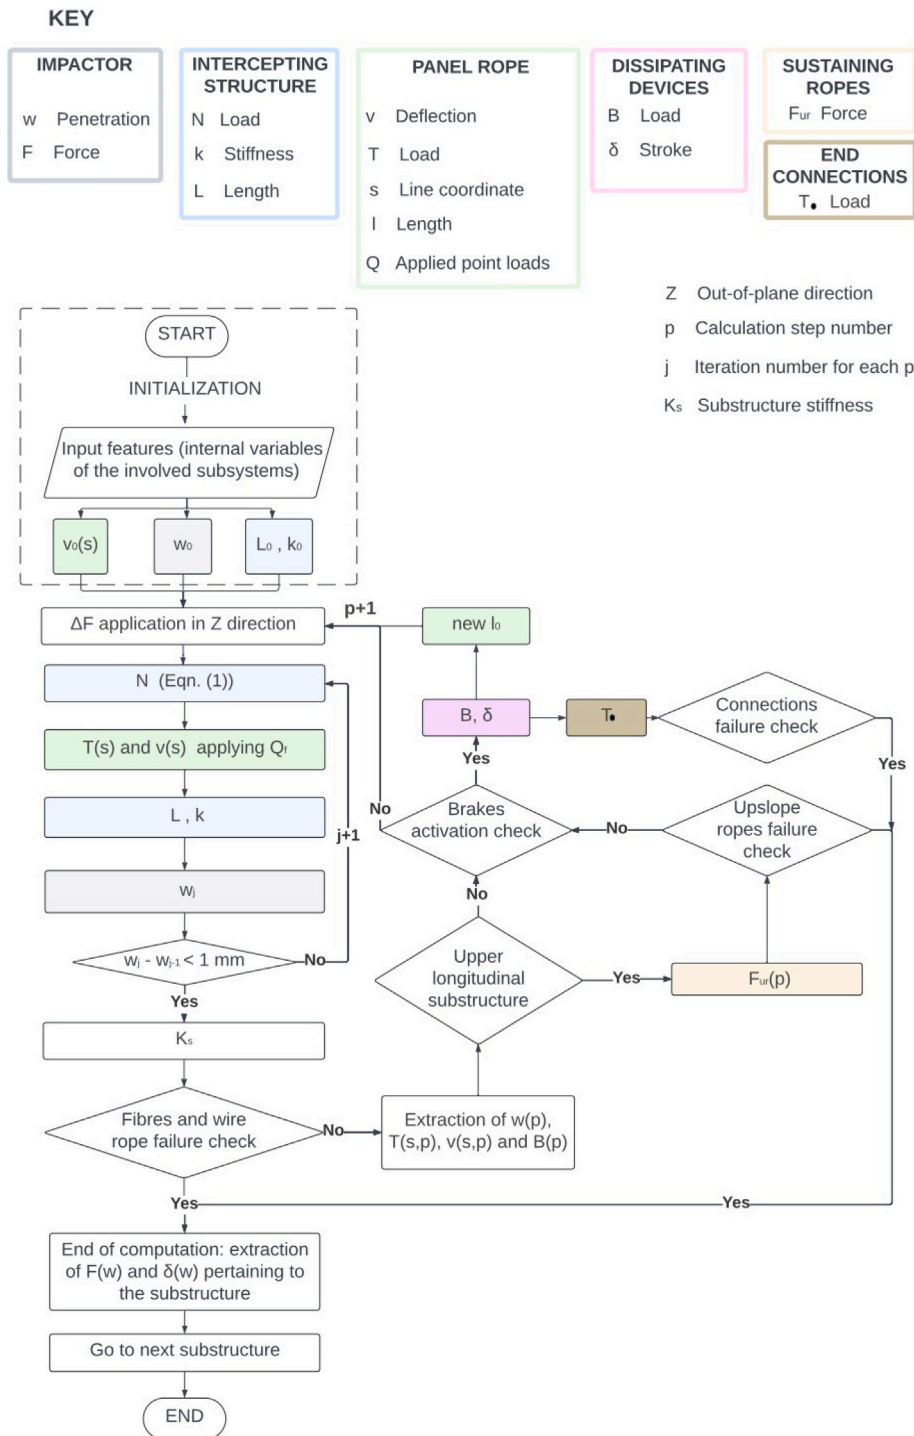 KEY
IMPACTOR
w Penetration
F Force
INTERCEPTING
STRUCTURE
N Load
k Stiffness
L Length
PANEL ROPE
v Deflection
T Load
s Line coordinate
l Length
Q Applied point loads
DISSIPATING
DEVICES
B Load
δ Stroke
SUSTAINING
ROPES
Fur Force
END
CONNECTIONS
T• Load
Z Out-of-plane direction
p Calculation step number
j Iteration number for each p
Ks Substructure stiffness
START
INITIALIZATION
Input features (internal variables
of the involved subsystems)
v₀(s)
w₀
L₀ , k₀
ΔF application in Z direction
p+1
new l₀
N (Eqn. (1))
B, δ
T•
Connections
failure check
Yes
T(s) and v(s) applying Qf
Yes
L , k
j+1
No
Brakes
activation check
No
Upslope
ropes failure
check
wj
No
wj - wj-1 < 1 mm
No
Upper
longitudinal
substructure
Yes
Fur(p)
Yes
Ks
Fibres and wire
rope failure check
No
Extraction of w(p),
T(s,p), v(s,p) and B(p)
Yes
Yes
End of computation: extraction
of F(w) and δ(w) pertaining to
the substructure
Go to next substructure
END